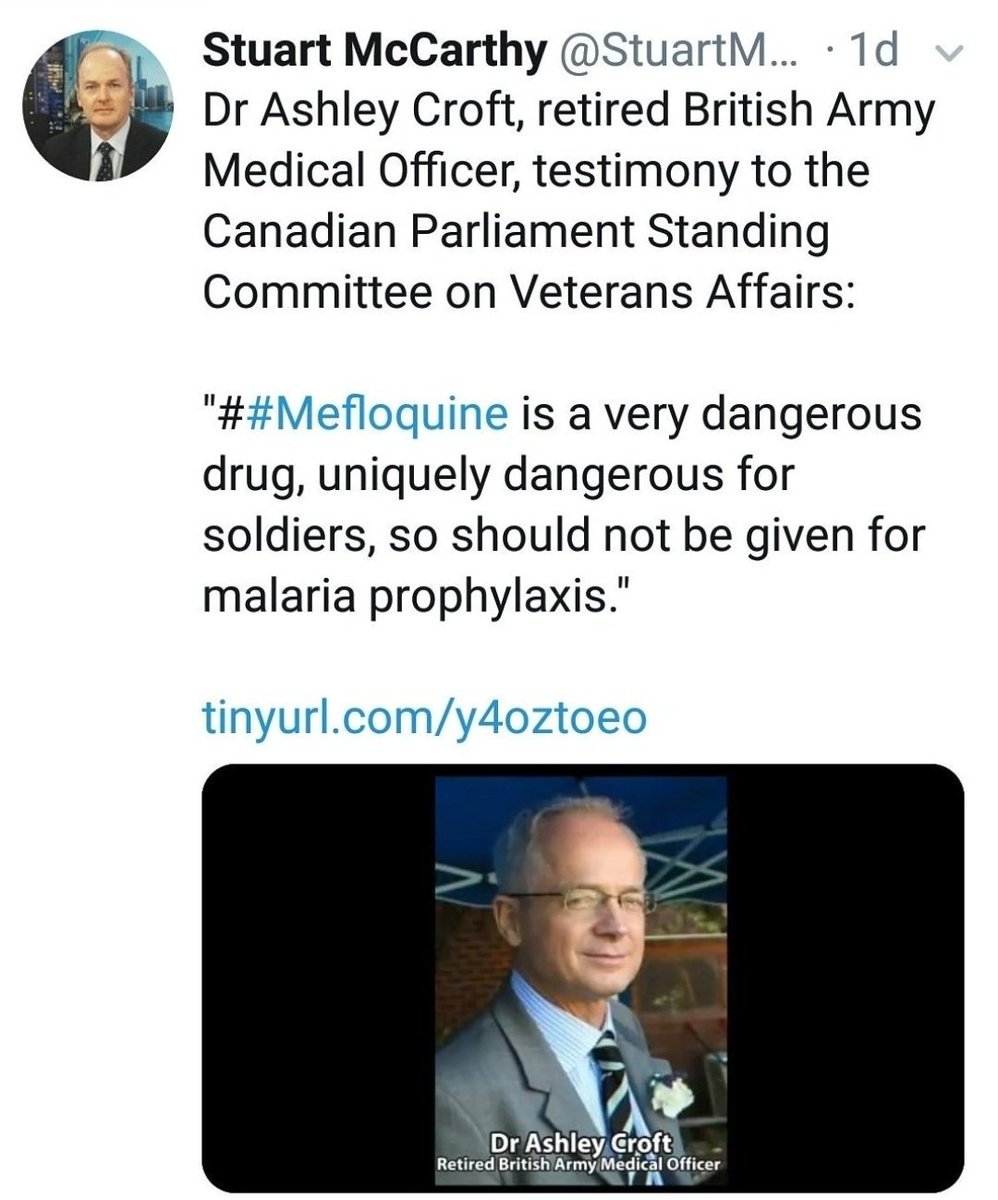 Stuart McCarthy @StuartM... · 1d
Dr Ashley Croft, retired British Army
Medical Officer, testimony to the
Canadian Parliament Standing
Committee on Veterans Affairs:
"##Mefloquine is a very dangerous
drug, uniquely dangerous for
soldiers, so should not be given for
malaria prophylaxis."
tinyurl.com/y4oztoeo
Dr Ashley Croft
Retired British Army Medical Officer